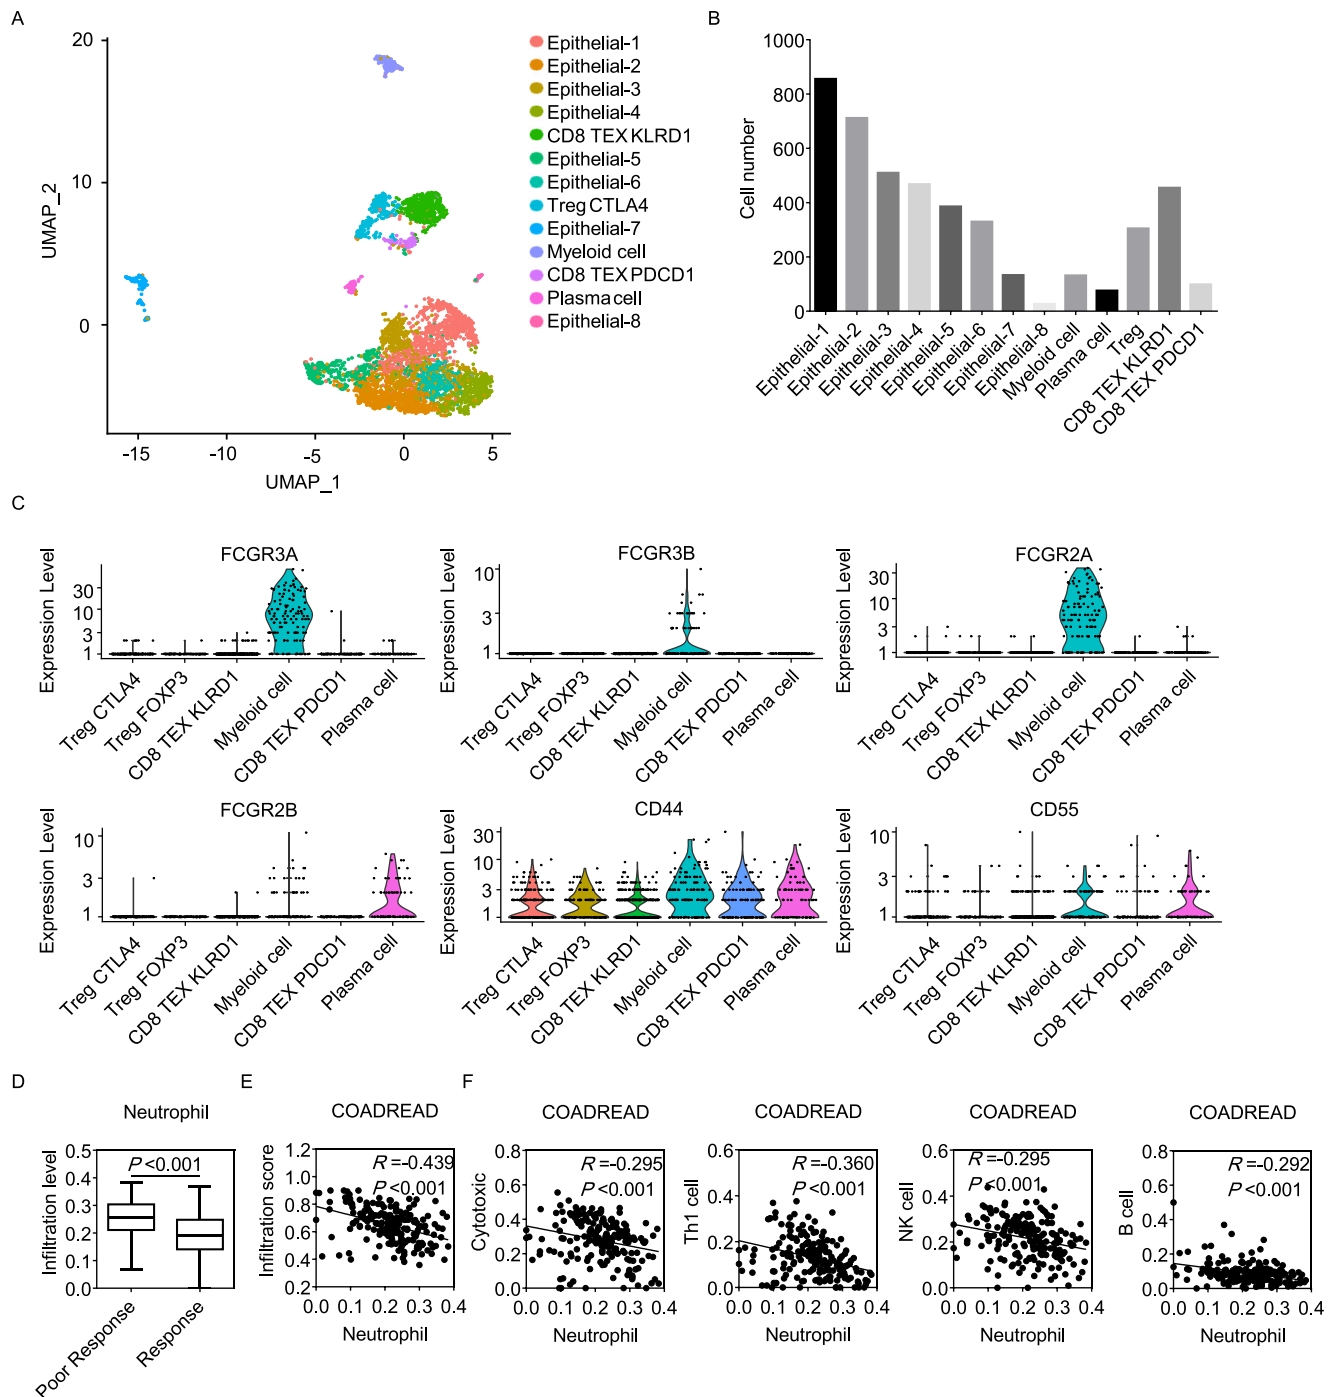 A
20
10
0
UMAP_2
-15
-10
-5
0
5
UMAP_1
Epithelial-1
Epithelial-2
Epithelial-3
Epithelial-4
CD8 TEX KLRD1
Epithelial-5
Epithelial-6
Treg CTLA4
Epithelial-7
Myeloid cell
CD8 TEX PDCD1
Plasma cell
Epithelial-8
B
1000
800
600
400
200
0
Cell number
Epithelial-1
Epithelial-2
Epithelial-3
Epithelial-4
Epithelial-5
Epithelial-6
Epithelial-7
Epithelial-8
Myeloid cell
Plasma cell
Treg
CD8 TEX KLRD1
CD8 TEX PDCD1
C
FCGR3A
Expression Level
30
10
3
1
Treg CTLA4
Treg FOXP3
CD8 TEX KLRD1
Myeloid cell
CD8 TEX PDCD1
Plasma cell
FCGR3B
Expression Level
10
3
1
Treg CTLA4
Treg FOXP3
CD8 TEX KLRD1
Myeloid cell
CD8 TEX PDCD1
Plasma cell
FCGR2A
Expression Level
30
10
3
1
Treg CTLA4
Treg FOXP3
CD8 TEX KLRD1
Myeloid cell
CD8 TEX PDCD1
Plasma cell
FCGR2B
Expression Level
10
3
1
Treg CTLA4
Treg FOXP3
CD8 TEX KLRD1
Myeloid cell
CD8 TEX PDCD1
Plasma cell
CD44
Expression Level
30
10
3
1
Treg CTLA4
Treg FOXP3
CD8 TEX KLRD1
Myeloid cell
CD8 TEX PDCD1
Plasma cell
CD55
Expression Level
10
3
1
Treg CTLA4
Treg FOXP3
CD8 TEX KLRD1
Myeloid cell
CD8 TEX PDCD1
Plasma cell
D
Neutrophil
P<0.001
Infiltration level
0.5
0.4
0.3
0.2
0.1
0.0
Poor Response
Response
E
COADREAD
R=-0.439
P<0.001
Infiltration score
1.2
1.0
0.8
0.6
0.4
0.2
0.0 0.1 0.2 0.3 0.4
Neutrophil
F
COADREAD
R=-0.295
P<0.001
Cytotoxic
0.8
0.6
0.4
0.2
0.0
0.0 0.1 0.2 0.3 0.4
Neutrophil
COADREAD
R=-0.360
P<0.001
Th1 cell
0.8
0.6
0.4
0.2
0.0
0.0 0.1 0.2 0.3 0.4
Neutrophil
COADREAD
R=-0.295
P<0.001
NK cell
0.6
0.4
0.2
0.0
0.0 0.1 0.2 0.3 0.4
Neutrophil
COADREAD
R=-0.292
P<0.001
B cell
0.8
0.6
0.4
0.2
0.0
0.0 0.1 0.2 0.3 0.4
Neutrophil